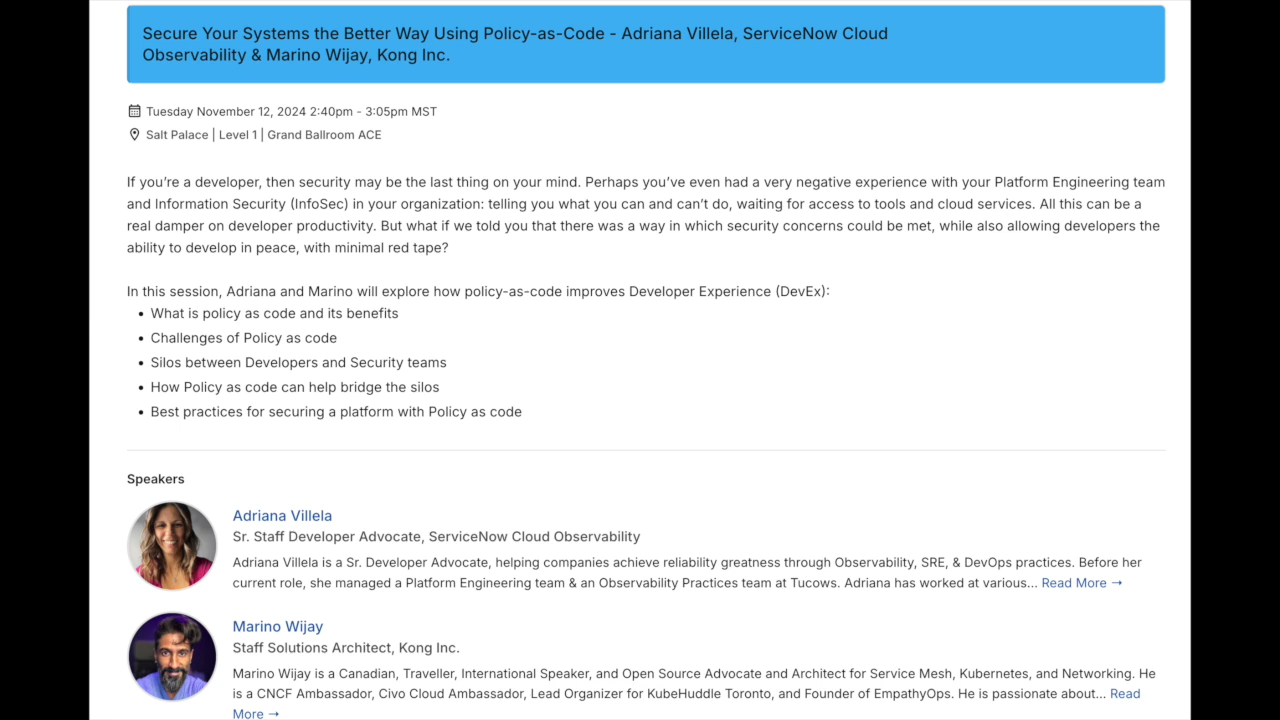 Secure Your Systems the Better Way Using Policy-as-Code - Adriana Villela, ServiceNow Cloud
Observability & Marino Wijay, Kong Inc.
Tuesday November 12, 2024 2:40pm - 3:05pm MST
Salt Palace | Level 1 | Grand Ballroom ACE
If you’re a developer, then security may be the last thing on your mind. Perhaps you’ve even had a very negative experience with your Platform Engineering team
and Information Security (InfoSec) in your organization: telling you what you can and can’t do, waiting for access to tools and cloud services. All this can be a
real damper on developer productivity. But what if we told you that there was a way in which security concerns could be met, while also allowing developers the
ability to develop in peace, with minimal red tape?
In this session, Adriana and Marino will explore how policy-as-code improves Developer Experience (DevEx):
• What is policy as code and its benefits
• Challenges of Policy as code
• Silos between Developers and Security teams
• How Policy as code can help bridge the silos
• Best practices for securing a platform with Policy as code
Speakers
Adriana Villela
Sr. Staff Developer Advocate, ServiceNow Cloud Observability
Adriana Villela is a Sr. Developer Advocate, helping companies achieve reliability greatness through Observability, SRE, & DevOps practices. Before her
current role, she managed a Platform Engineering team & an Observability Practices team at Tucows. Adriana has worked at various... Read More →
Marino Wijay
Staff Solutions Architect, Kong Inc.
Marino Wijay is a Canadian, Traveller, International Speaker, and Open Source Advocate and Architect for Service Mesh, Kubernetes, and Networking. He
is a CNCF Ambassador, Civo Cloud Ambassador, Lead Organizer for KubeHuddle Toronto, and Founder of EmpathyOps. He is passionate about... Read
More →